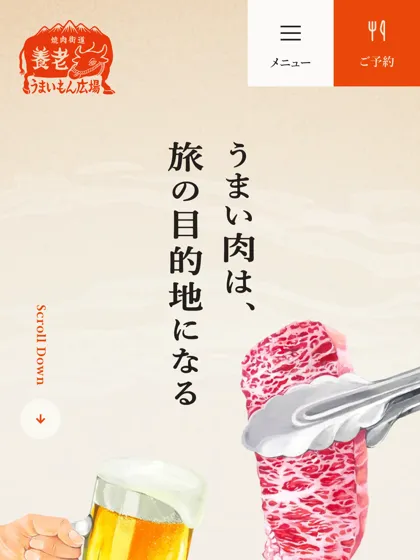 焼肉街道
養老
うまいもん広場
メニュー
ご予約
うまい肉は、
旅の目的地になる
Scroll Down